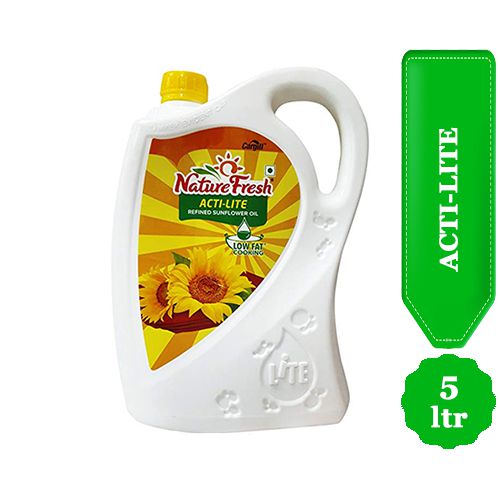 Cargill
Nature Fresh
ACTI-LITE
REFINED SUNFLOWER OIL
LOW FAT
COOKING
LiTE
ACTI-LITE
5
ltr